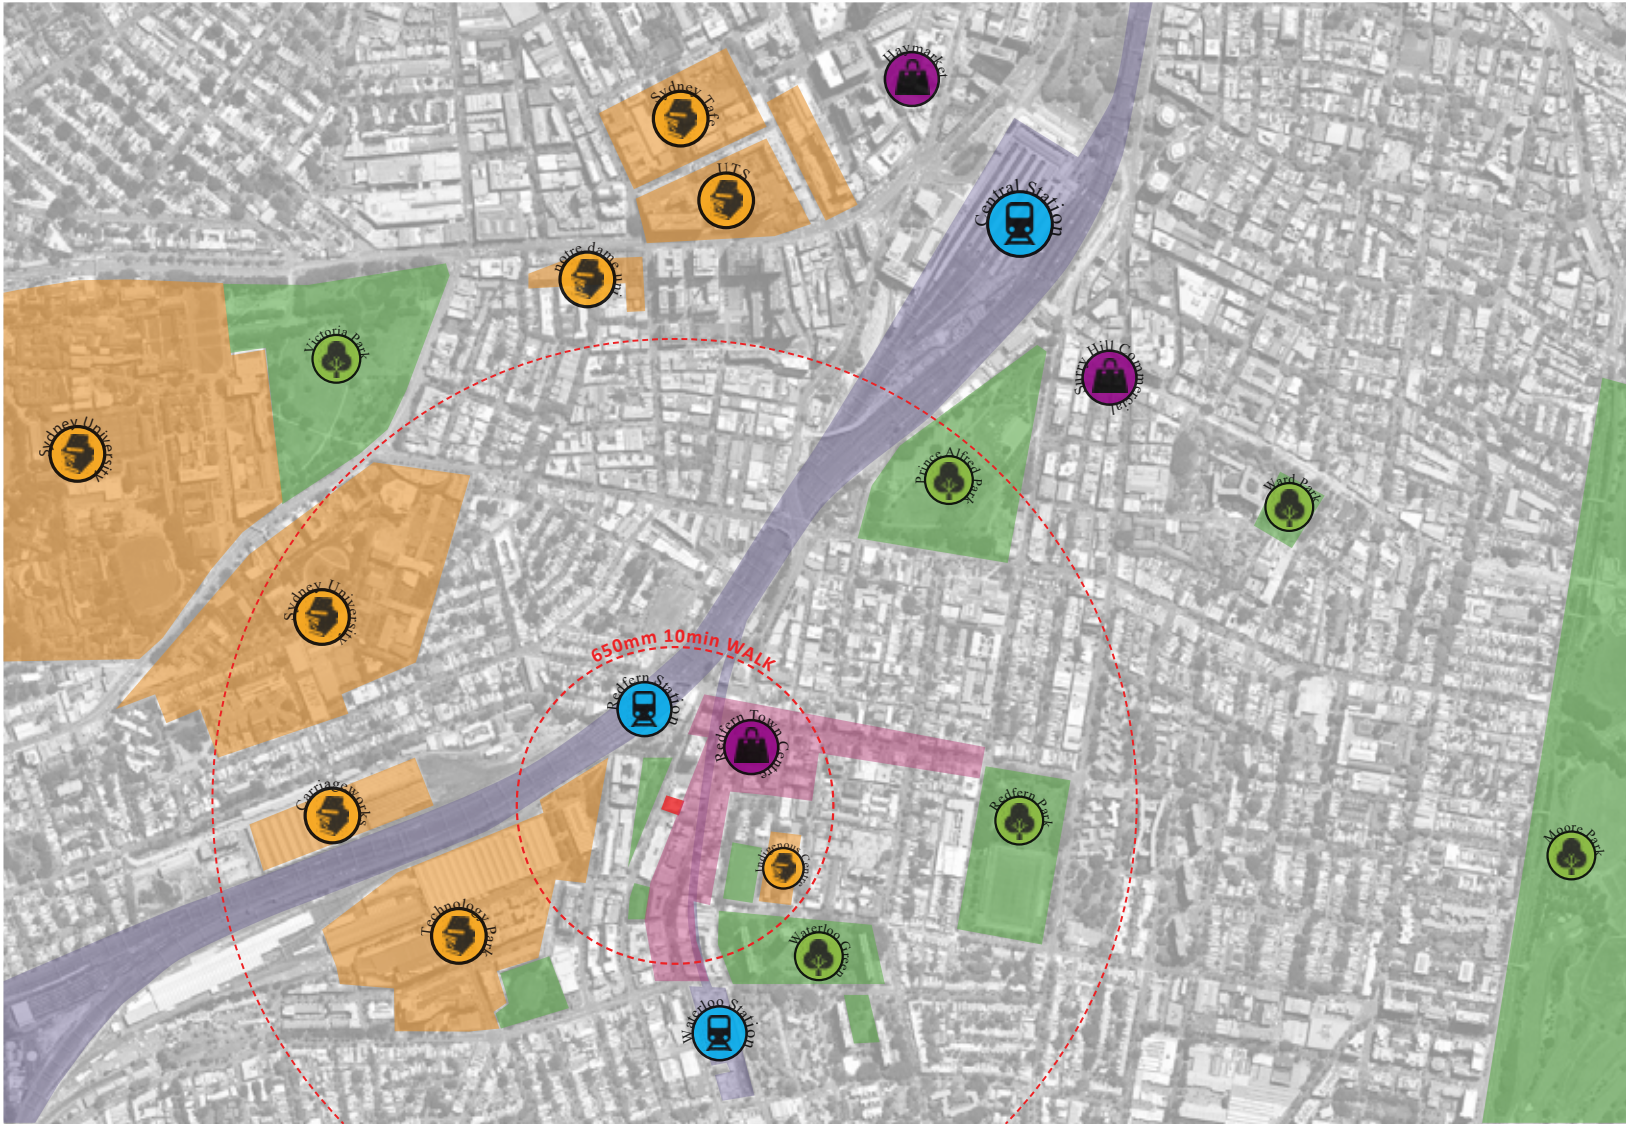 Haymarket
Sydney Tafe
UTS
Central Station
notre dame uni
Victoria Park
Surry Hill Commercial
Sydney University
Prince Alfred Park
Ward Park
Sydney University
650mm 10min WALK
Redfern Station
Redfern Town Centre
Carriageworks
Redfern Park
Moore Park
Indigenous Centre
Technology Park
Waterloo Green
Waterloo Station